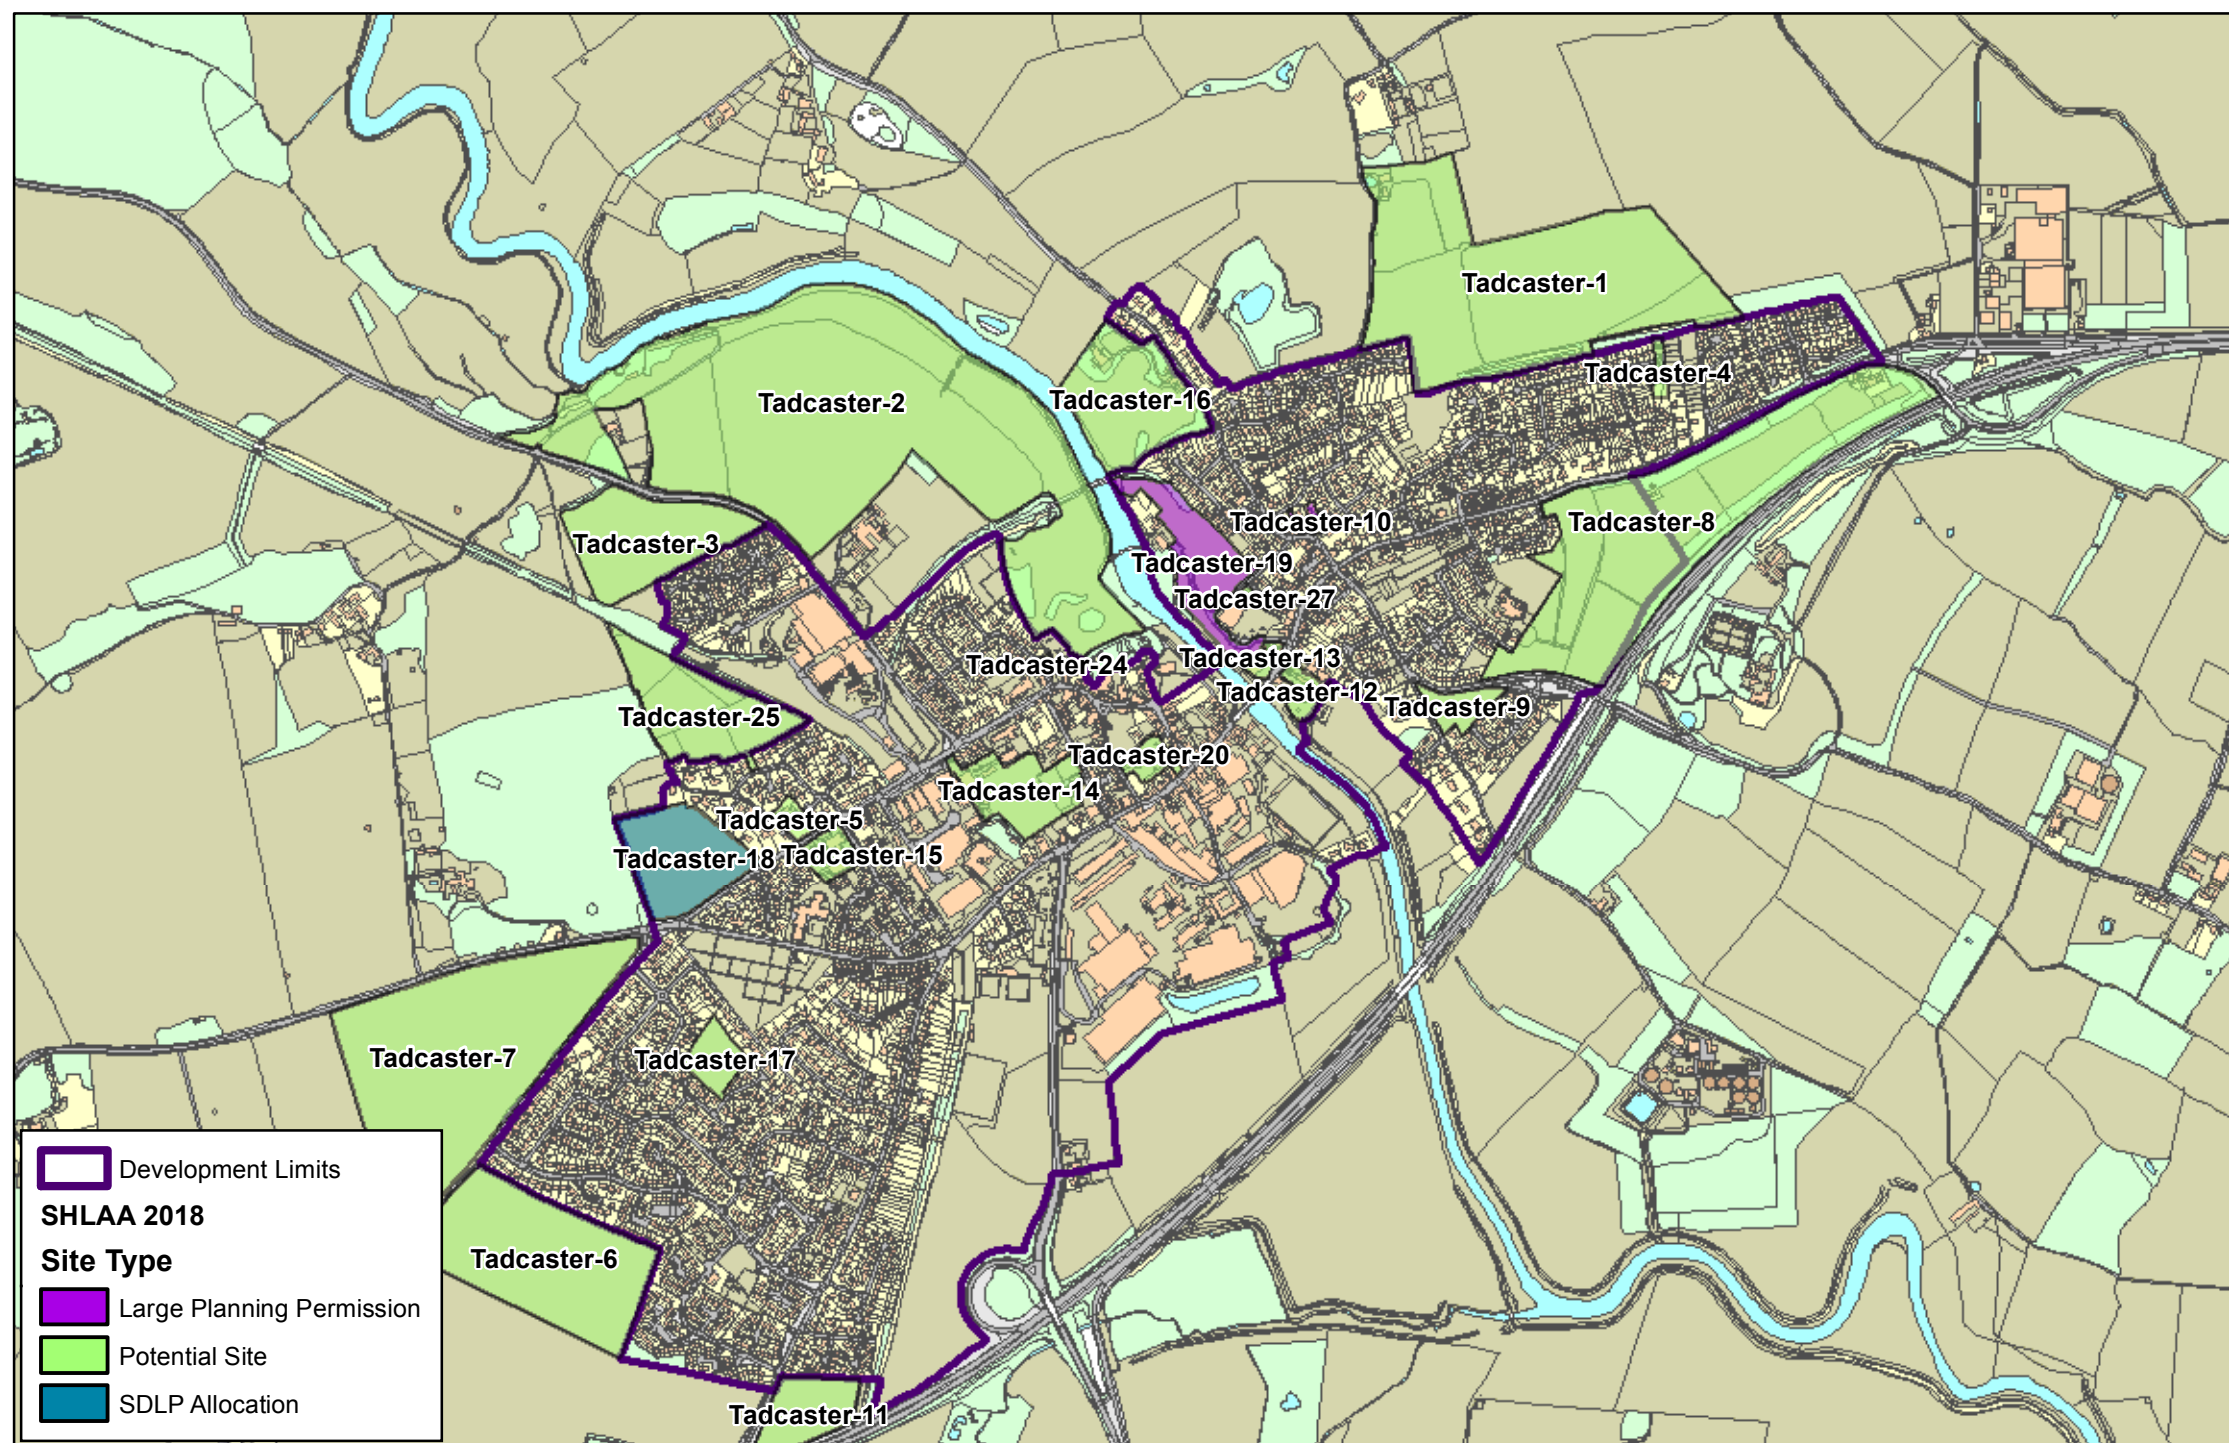 Tadcaster-1
Tadcaster-4
Tadcaster-2
Tadcaster-16
Tadcaster-10
Tadcaster-8
Tadcaster-3
Tadcaster-19
Tadcaster-27
Tadcaster-24
Tadcaster-13
Tadcaster-12
Tadcaster-9
Tadcaster-25
Tadcaster-20
Tadcaster-14
Tadcaster-5
Tadcaster-18
Tadcaster-15
Tadcaster-7
Tadcaster-17
Tadcaster-6
Tadcaster-11
Development Limits
SHLAA 2018
Site Type
Large Planning Permission
Potential Site
SDLP Allocation